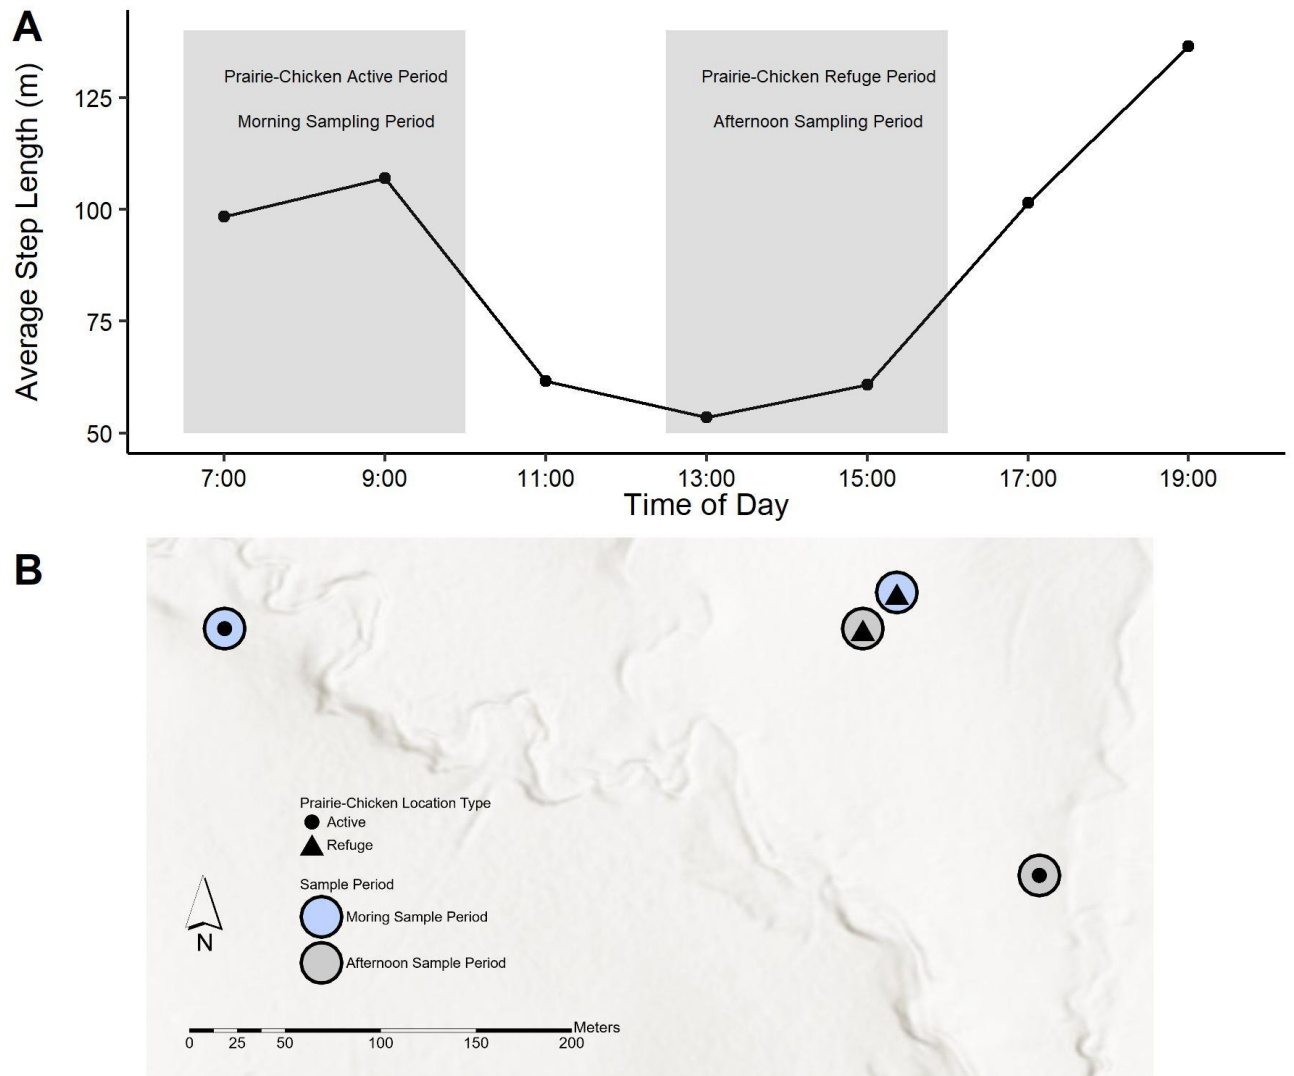 A
Average Step Length (m)
125
100
75
50
Prairie-Chicken Active Period
Morning Sampling Period
Prairie-Chicken Refuge Period
Afternoon Sampling Period
7:00 9:00 11:00 13:00 15:00 17:00 19:00
Time of Day
B
Prairie-Chicken Location Type
Active
Refuge
Sample Period
Moring Sample Period
Afternoon Sample Period
N
Meters
0 25 50 100 150 200